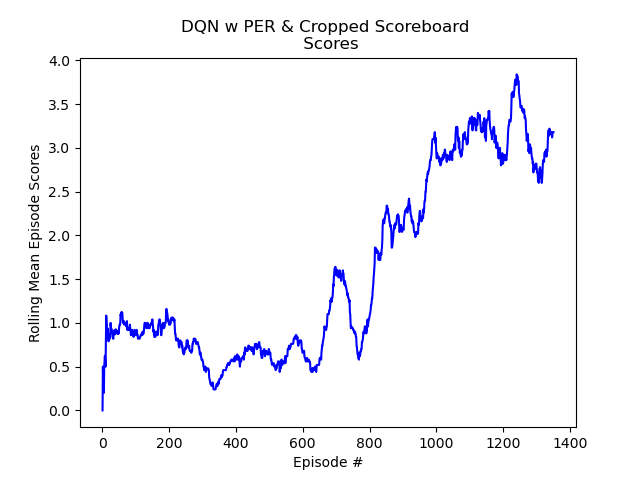 DQN w PER & Cropped Scoreboard
Scores
4.0
3.5
3.0
2.5
2.0
1.5
1.0
0.5
0.0
Rolling Mean Episode Scores
0 200 400 600 800 1000 1200 1400
Episode #